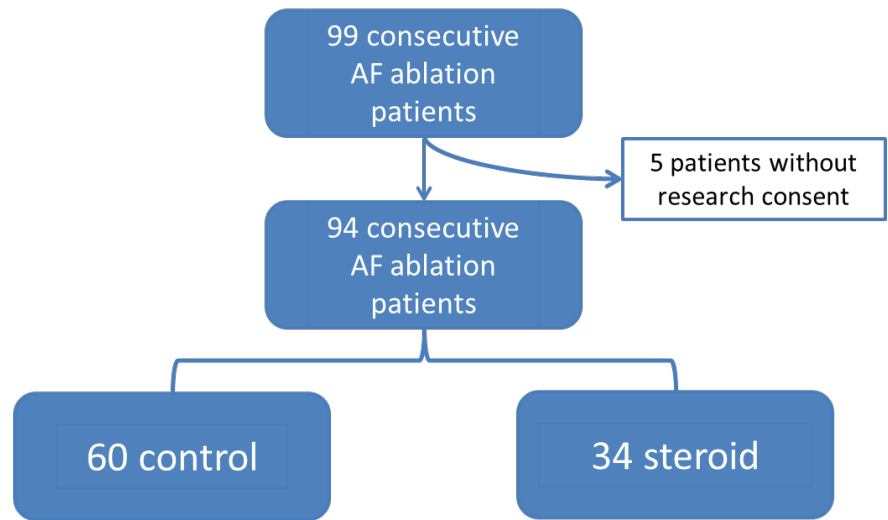 99 consecutive
AF ablation
patients
5 patients without
research consent
94 consecutive
AF ablation
patients
60 control
34 steroid